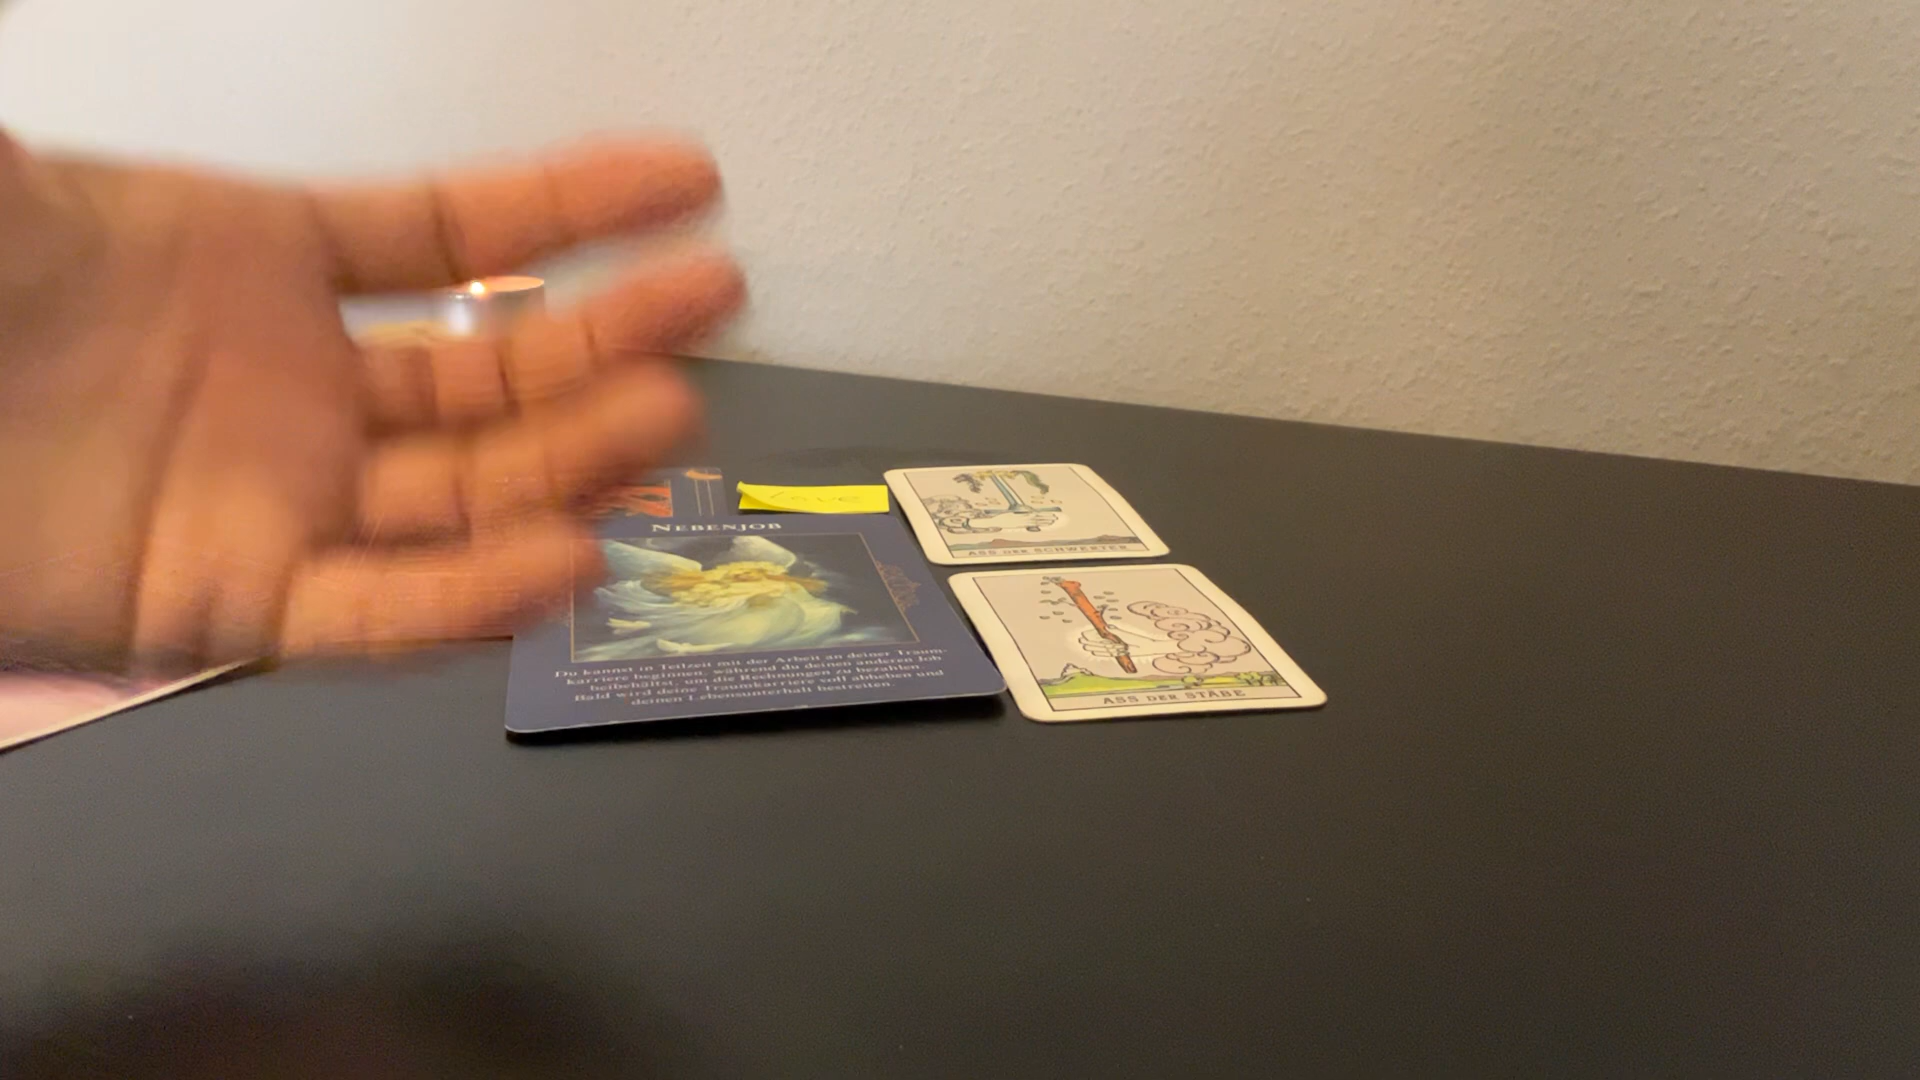 Love
NEBENJOB
Du kannst in Teilzeit mit der Arbeit an deiner Traum-
karriere beginnen, während du deinen anderen Job
beibehältst, um die Rechnungen zu bezahlen.
Bald wird deine Traumkarriere voll abheben und
deinen Lebensunterhalt bestreiten.
ASS DER SCHWERTER
ASS DER STÄBE